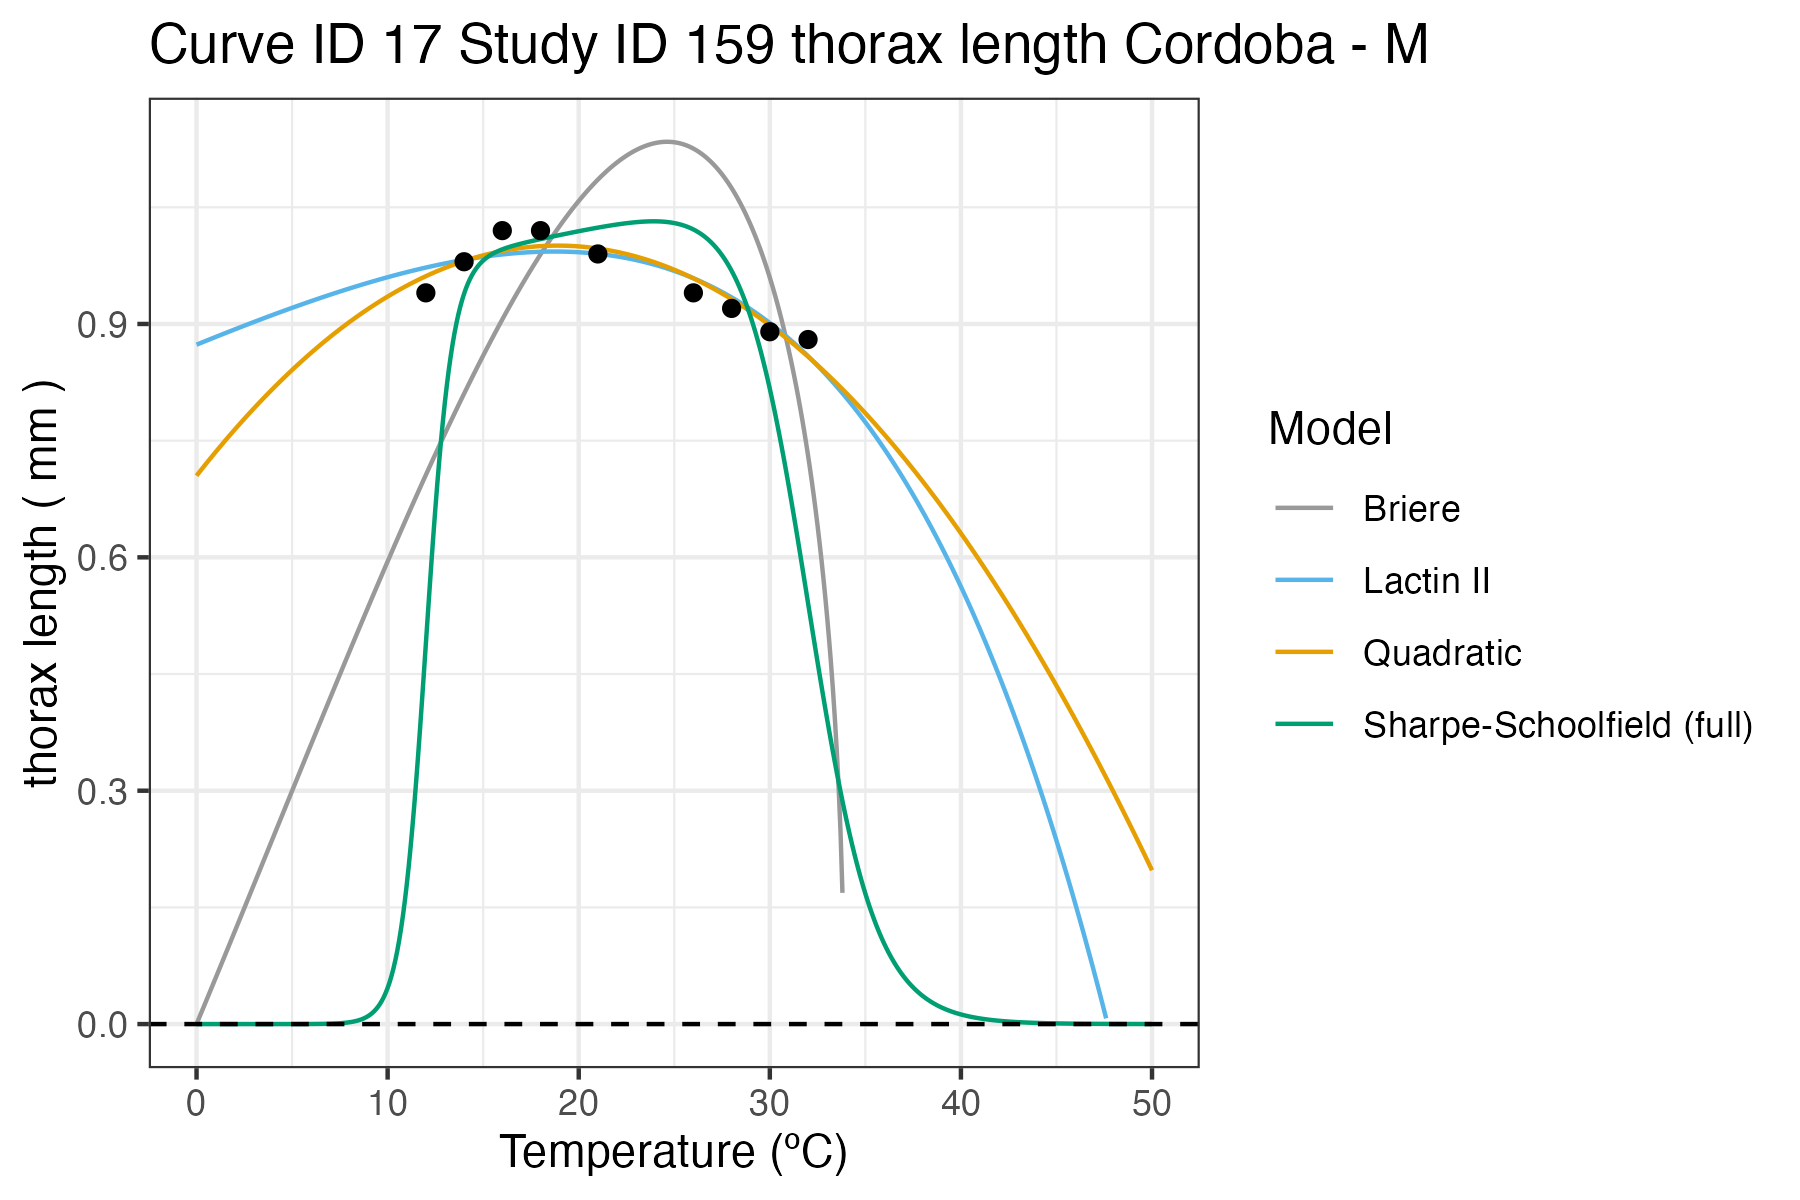 Curve ID 17 Study ID 159 thorax length Cordoba - M
thorax length ( mm )
0.9
0.6
0.3
0.0
0
10
20
30
40
50
Temperature (ºC)
Model
Briere
Lactin II
Quadratic
Sharpe-Schoolfield (full)